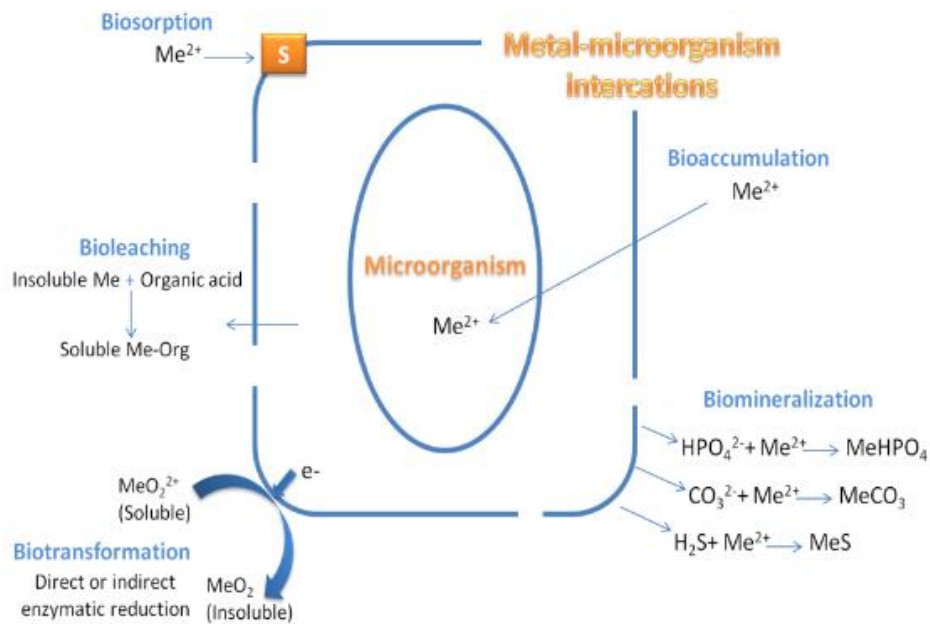 Biosorption
Me²⁺
S
Metal-microorganism
intercations
Bioaccumulation
Me²⁺
Bioleaching
Insoluble Me + Organic acid
Soluble Me-Org
Microorganism
Me²⁺
Biomineralization
HPO₄²⁻ + Me²⁺ → MeHPO₄
CO₃²⁻ + Me²⁺ → MeCO₃
H₂S+ Me²⁺ → MeS
e-
MeO₂²⁺
(Soluble)
Biotransformation
Direct or indirect
enzymatic reduction
MeO₂
(Insoluble)